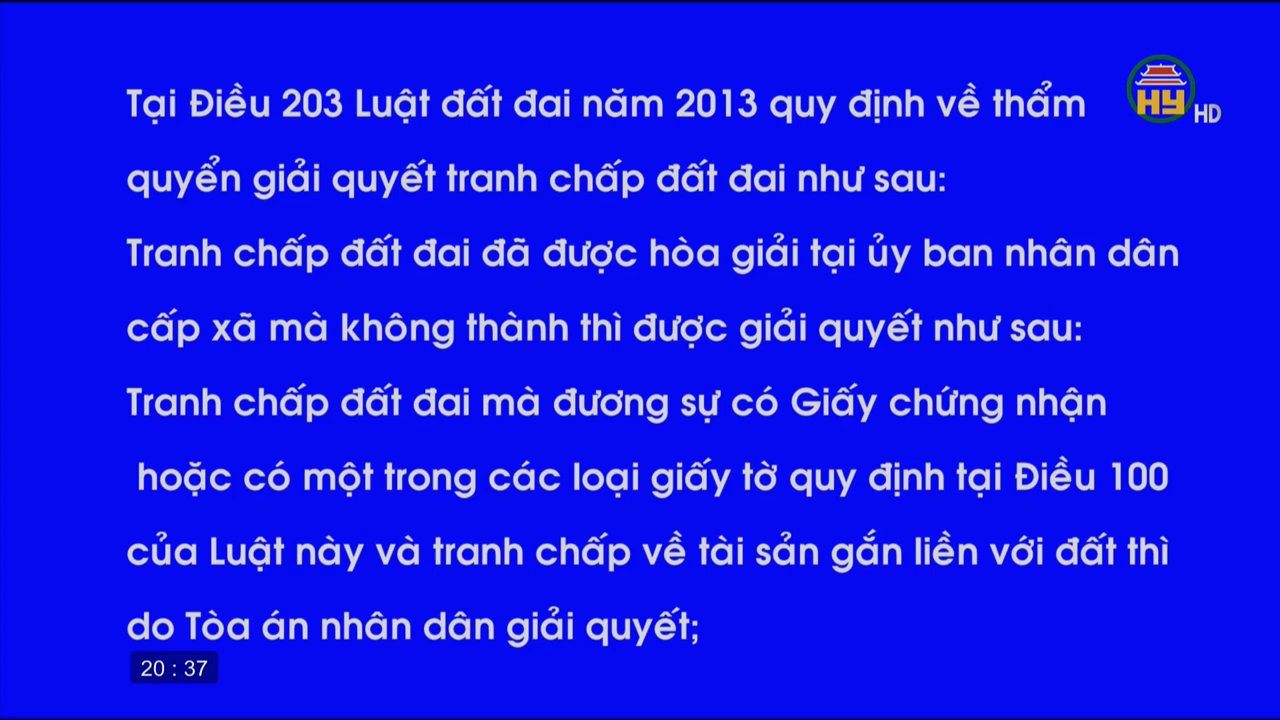 Tại Điều 203 Luật đất đai năm 2013 quy định về thẩm
quyển giải quyết tranh chấp đất đai như sau:
Tranh chấp đất đai đã được hòa giải tại ủy ban nhân dân
cấp xã mà không thành thì được giải quyết như sau:
Tranh chấp đất đai mà đương sự có Giấy chứng nhận
hoặc có một trong các loại giấy tờ quy định tại Điều 100
của Luật này và tranh chấp về tài sản gắn liền với đất thì
do Tòa án nhân dân giải quyết;
HY HD
20 : 37